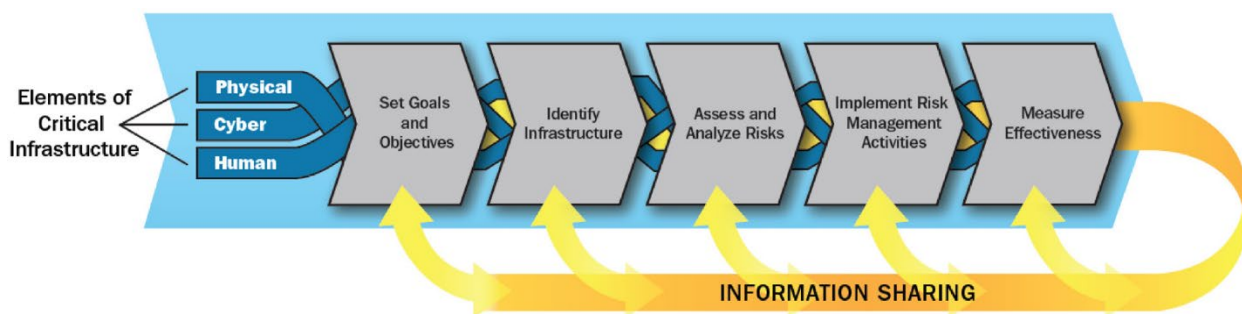 Elements of
Critical
Infrastructure
Physical
Cyber
Human
Set Goals
and
Objectives
Identify
Infrastructure
Assess and
Analyze Risks
Implement Risk
Management
Activities
Measure
Effectiveness
INFORMATION SHARING